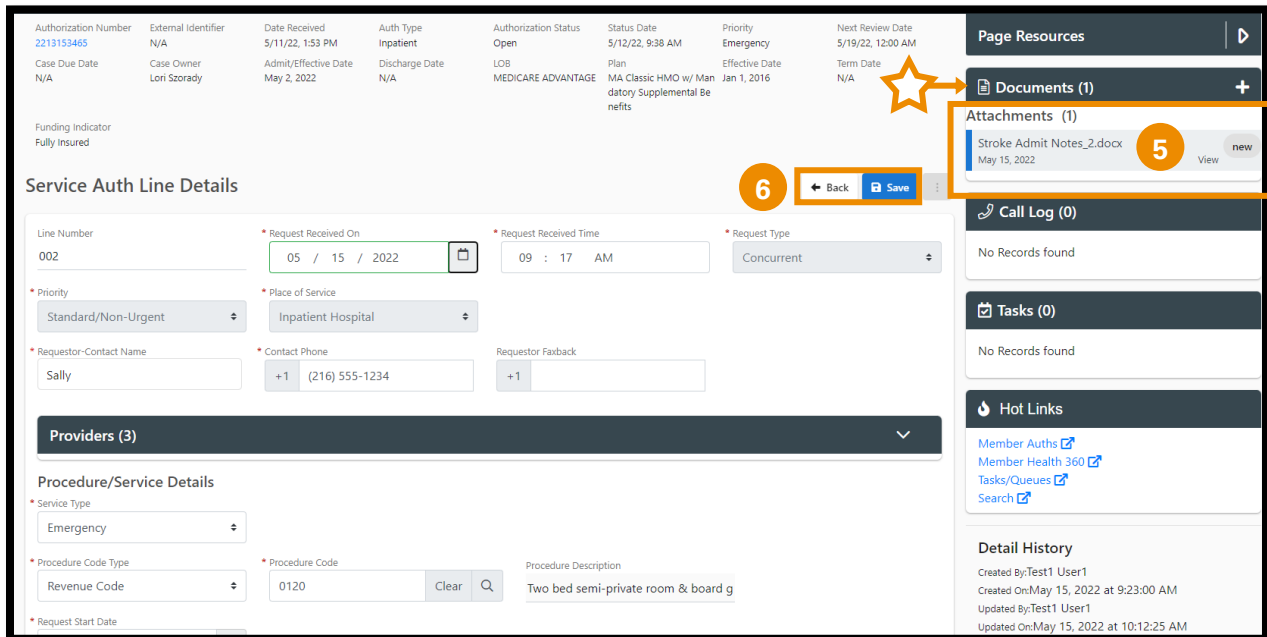 Authorization Number External Identifier Date Received Auth Type Authorization Status Status Date Priority Next Review Date
2213153465 N/A 5/11/22, 1:53 PM Inpatient Open 5/12/22, 9:38 AM Emergency 5/19/22, 12:00 AM
Case Due Date Case Owner Admit/Effective Date Discharge Date LOB Plan Effective Date Term Date
N/A Lori Szorady May 2, 2022 N/A MEDICARE ADVANTAGE MA Classic HMO w/ Man Jan 1, 2016 N/A
datory Supplemental Be
nefits
Funding Indicator
Fully Insured
Service Auth Line Details
6 Back Save
Line Number * Request Received On * Request Received Time * Request Type
002 05 / 15 / 2022 09 : 17 AM Concurrent
* Priority * Place of Service
Standard/Non-Urgent Inpatient Hospital
* Requestor-Contact Name * Contact Phone Requestor Faxback
Sally +1 (216) 555-1234 +1
Providers (3)
Procedure/Service Details
* Service Type
Emergency
* Procedure Code Type * Procedure Code Procedure Description
Revenue Code 0120 Clear Two bed semi-private room & board g
* Request Start Date
Page Resources
Documents (1) +
Attachments (1)
Stroke Admit Notes_2.docx 5 new
May 15, 2022 View
Call Log (0)
No Records found
Tasks (0)
No Records found
Hot Links
Member Auths
Member Health 360
Tasks/Queues
Search
Detail History
Created By:Test1 User1
Created On:May 15, 2022 at 9:23:00 AM
Updated By:Test1 User1
Updated On:May 15, 2022 at 10:12:25 AM